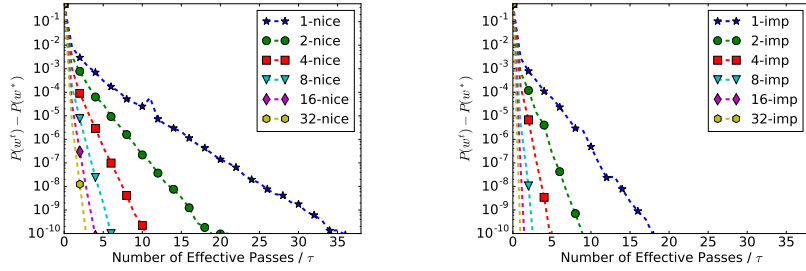 10^{-1}
10^{-2}
10^{-3}
10^{-4}
10^{-5}
10^{-6}
10^{-7}
10^{-8}
10^{-9}
10^{-10}
P(w^t) − P(w^*)
0 5 10 15 20 25 30 35
Number of Effective Passes / τ
1-nice
2-nice
4-nice
8-nice
16-nice
32-nice
10^{-1}
10^{-2}
10^{-3}
10^{-4}
10^{-5}
10^{-6}
10^{-7}
10^{-8}
10^{-9}
10^{-10}
P(w^t) − P(w^*)
0 5 10 15 20 25 30 35
Number of Effective Passes / τ
1-imp
2-imp
4-imp
8-imp
16-imp
32-imp